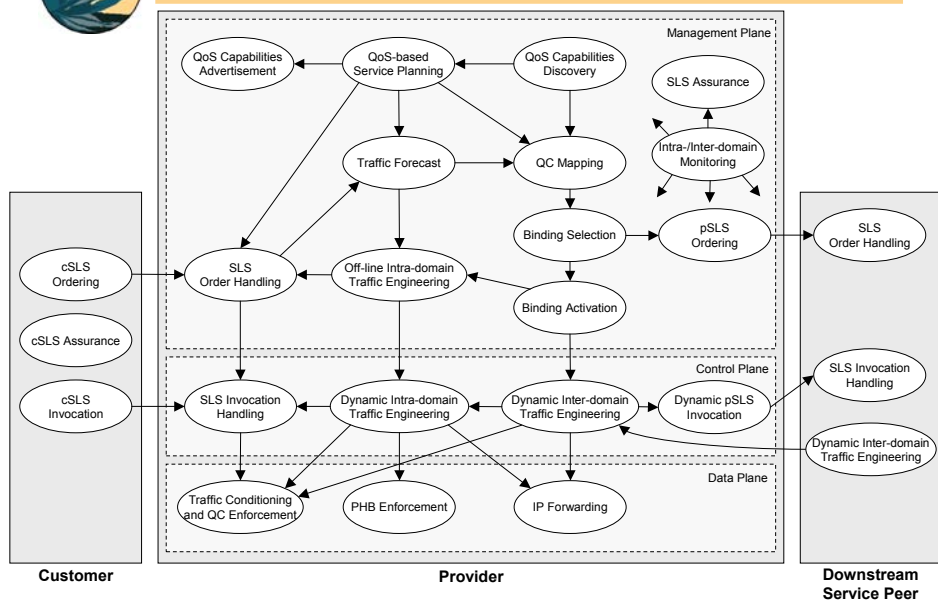 Management Plane
QoS Capabilities
Advertisement
QoS-based
Service Planning
QoS Capabilities
Discovery
SLS Assurance
Traffic Forecast
QC Mapping
Intra-/Inter-domain
Monitoring
Binding Selection
pSLS
Ordering
SLS
Order Handling
cSLS
Ordering
SLS
Order Handling
Off-line Intra-domain
Traffic Engineering
Binding Activation
cSLS Assurance
Control Plane
cSLS
Invocation
SLS Invocation
Handling
Dynamic Intra-domain
Traffic Engineering
Dynamic Inter-domain
Traffic Engineering
Dynamic pSLS
Invocation
SLS Invocation
Handling
Dynamic Inter-domain
Traffic Engineering
Data Plane
Traffic Conditioning
and QC Enforcement
PHB Enforcement
IP Forwarding
Customer
Provider
Downstream
Service Peer